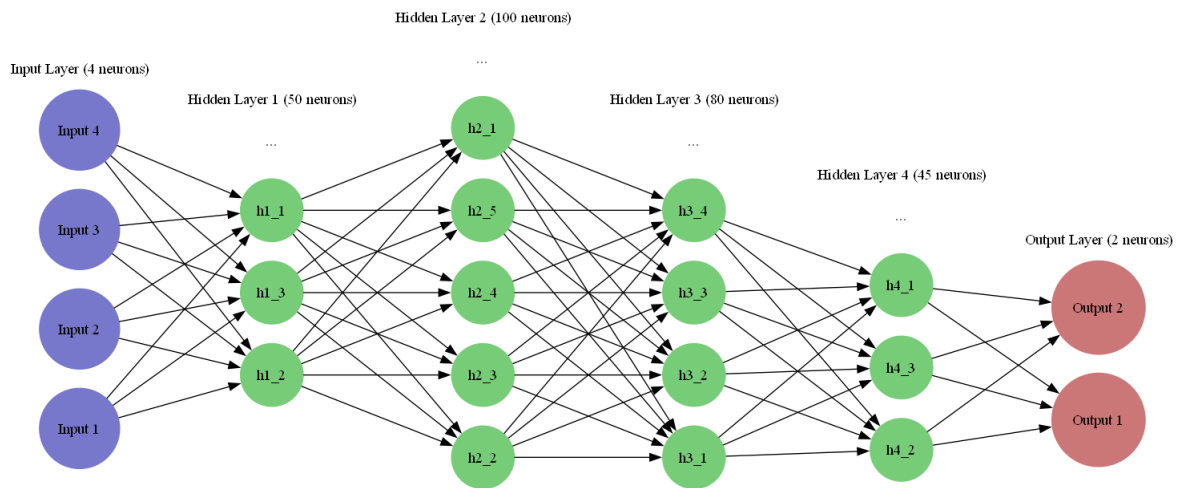 Input Layer (4 neurons)
Input 4
Input 3
Input 2
Input 1
Hidden Layer 1 (50 neurons)
...
h1_1
h1_3
h1_2
Hidden Layer 2 (100 neurons)
...
h2_1
h2_5
h2_4
h2_3
h2_2
Hidden Layer 3 (80 neurons)
...
h3_4
h3_3
h3_2
h3_1
Hidden Layer 4 (45 neurons)
...
h4_1
h4_3
h4_2
Output Layer (2 neurons)
Output 2
Output 1